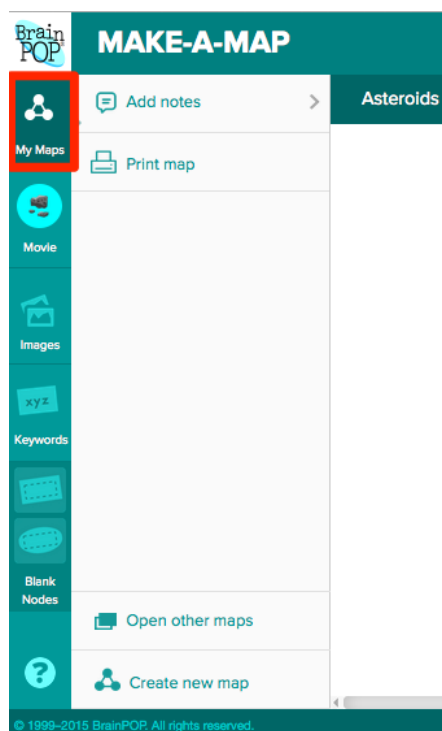 Brain
POP
MAKE-A-MAP
My Maps
Add notes
Asteroids
Print map
Movie
Images
xyz
Keywords
Blank
Nodes
Open other maps
?
Create new map
© 1999–2015 BrainPOP. All rights reserved.